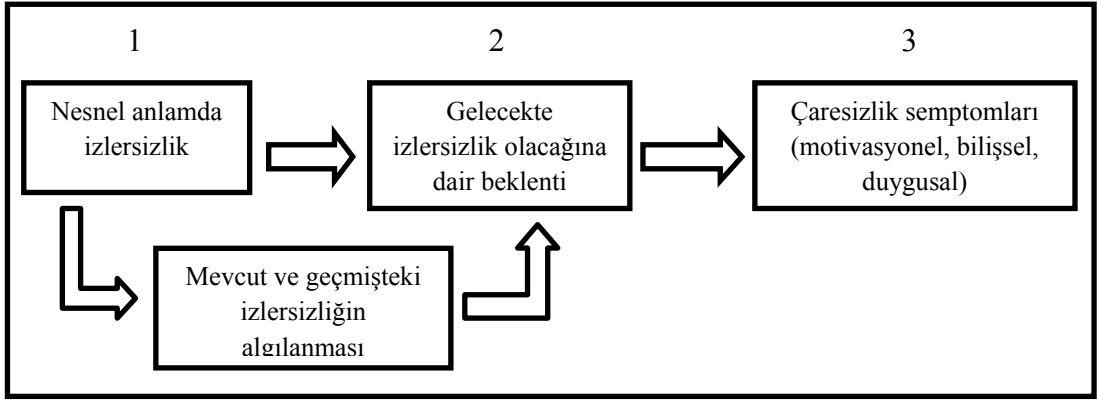 1
2
3
Nesnel anlamda
izlersizlik
Gelecekte
izlersizlik olacağına
dair beklenti
Çaresizlik semptomları
(motivasyonel, bilişsel,
duygusal)
Mevcut ve geçmişteki
izlersizliğin
algılanması